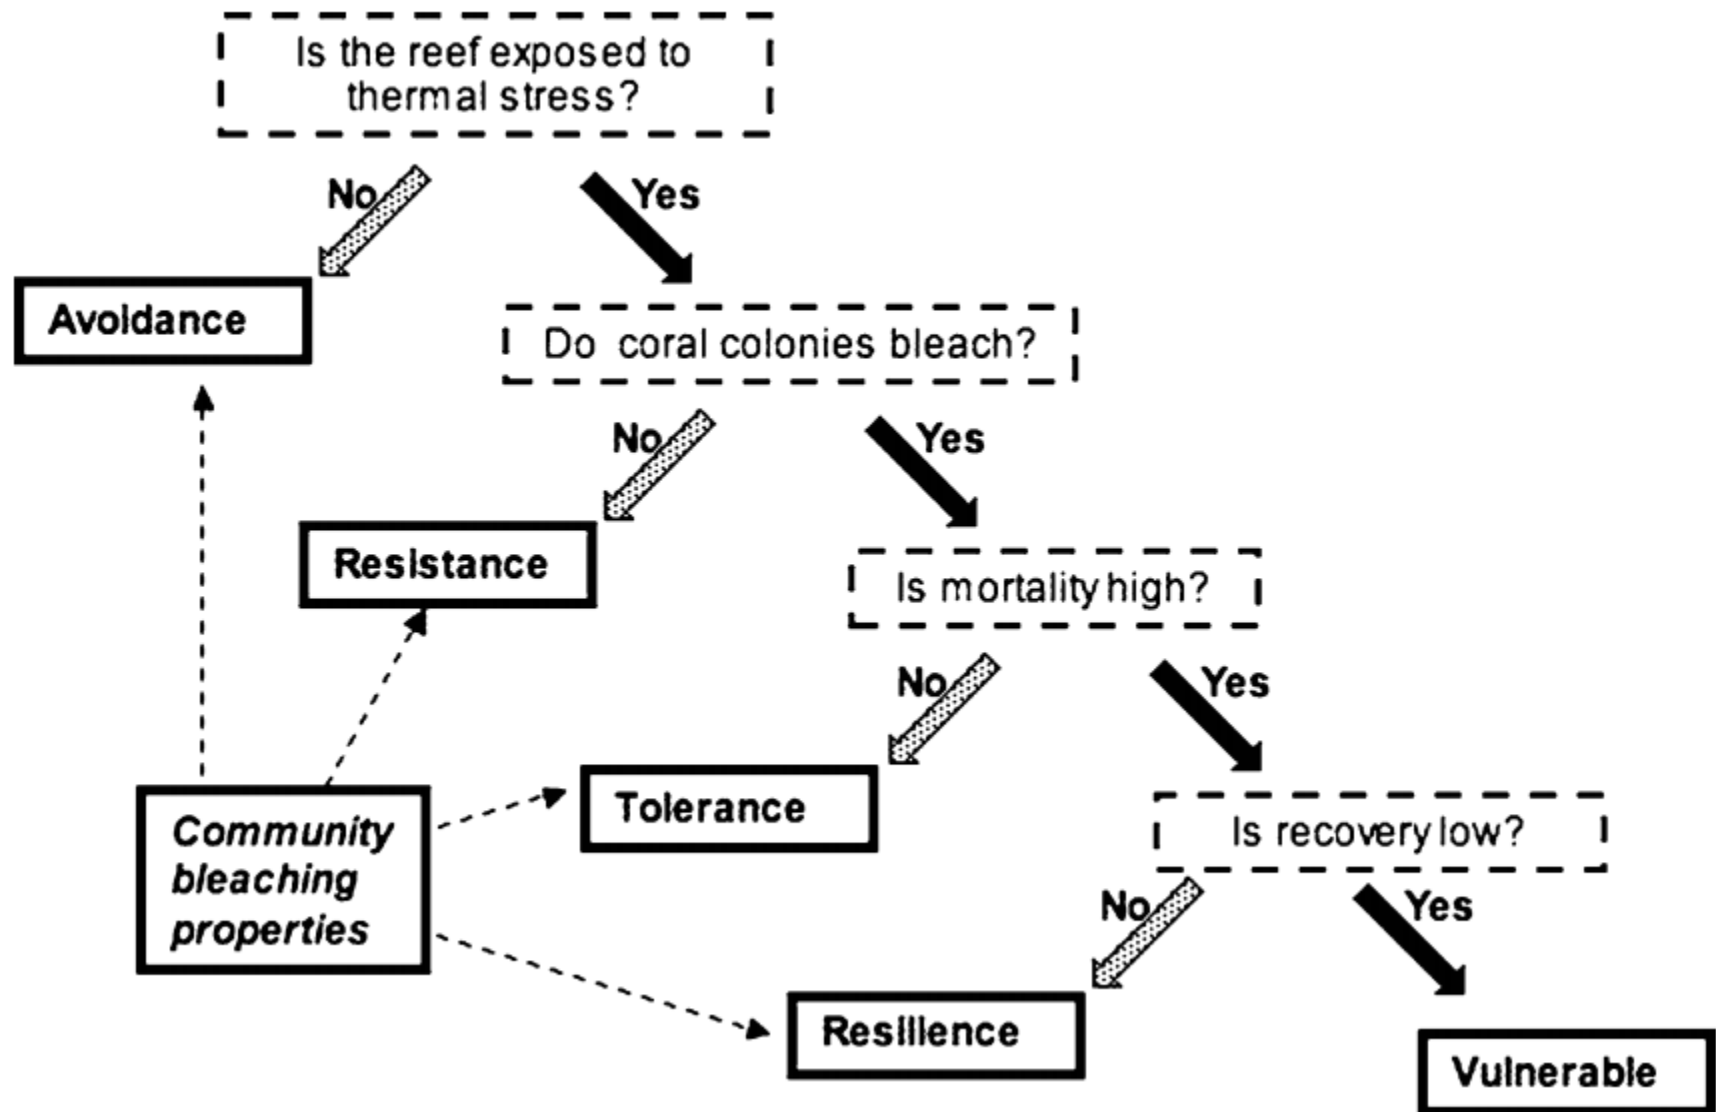 Is the reef exposed to
thermal stress?
No
Yes
Avoidance
Do coral colonies bleach?
No
Yes
Resistance
Is mortality high?
No
Yes
Tolerance
Community
bleaching
properties
Is recovery low?
No
Yes
Resilience
Vulnerable